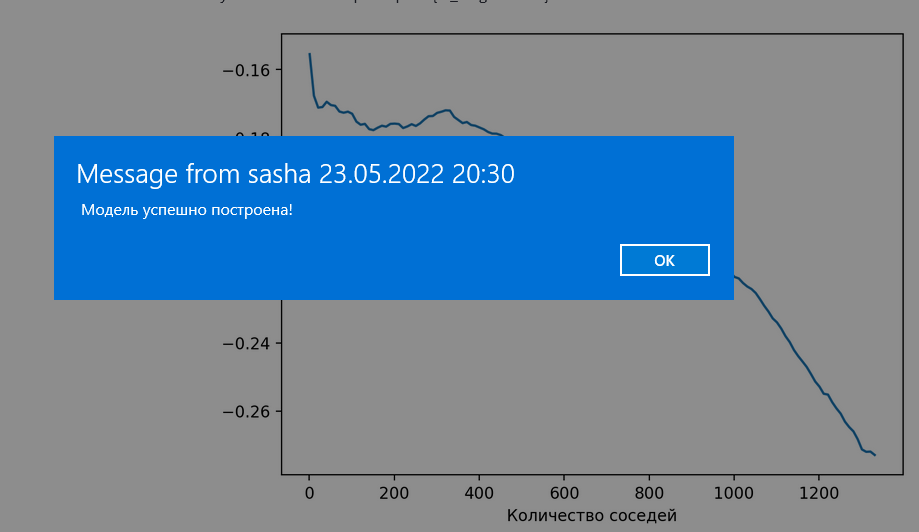 −0.16
Message from sasha 23.05.2022 20:30
Модель успешно построена!
OK
−0.24
−0.26
0 200 400 600 800 1000 1200
Количество соседей